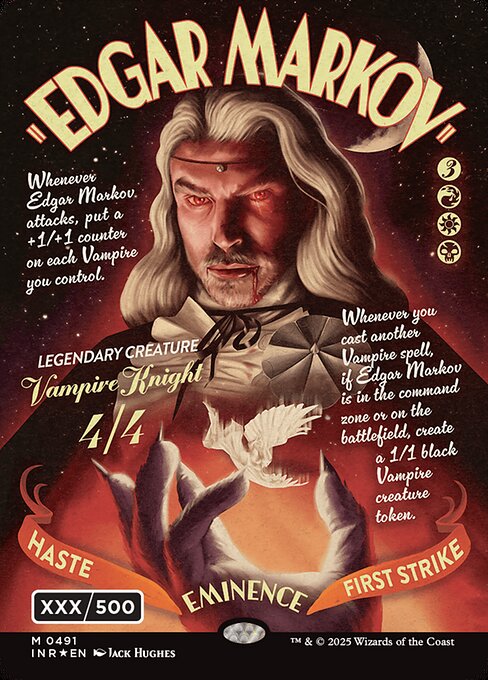 "EDGAR MARKOV"
3
Whenever
Edgar Markov
attacks, put a
+1/+1 counter
on each Vampire
you control.
Whenever you
cast another
Vampire spell,
if Edgar Markov
is in the command
zone or on the
battlefield, create
a 1/1 black
Vampire
creature
token.
LEGENDARY CREATURE
Vampire Knight
4/4
HASTE
EMINENCE
FIRST STRIKE
XXX/500
M 0491
INR★EN Jack Hughes
™ & © 2025 Wizards of the Coast